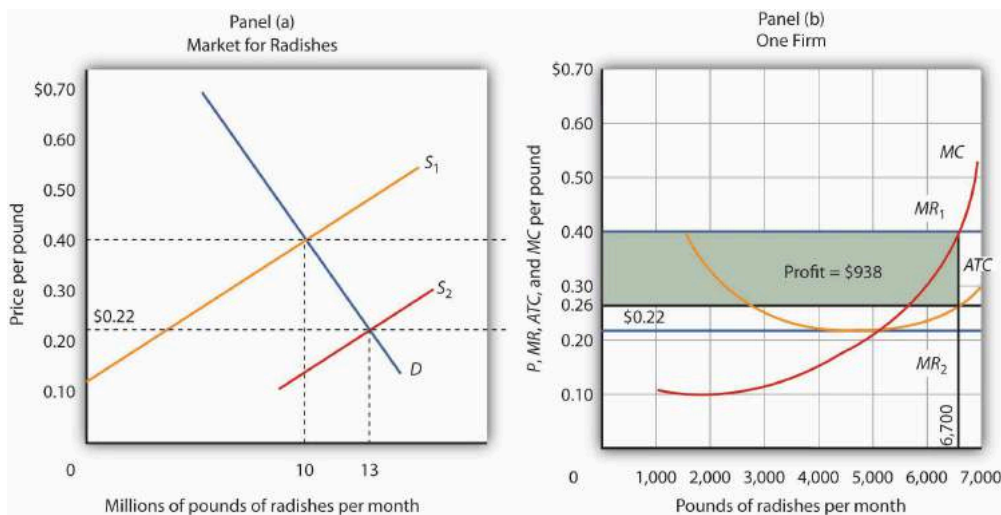 Panel (a)
Market for Radishes
$0.70
0.60
0.50
0.40
0.30
$0.22
0.20
0.10
0
10
13
S1
S2
D
Price per pound
Millions of pounds of radishes per month
Panel (b)
One Firm
$0.70
0.60
0.50
0.40
0.30
0.26
$0.22
0.20
0.10
0
1,000
2,000
3,000
4,000
5,000
6,000
7,000
MC
MR1
ATC
Profit = $938
MR2
6,700
P, MR, ATC, and MC per pound
Pounds of radishes per month